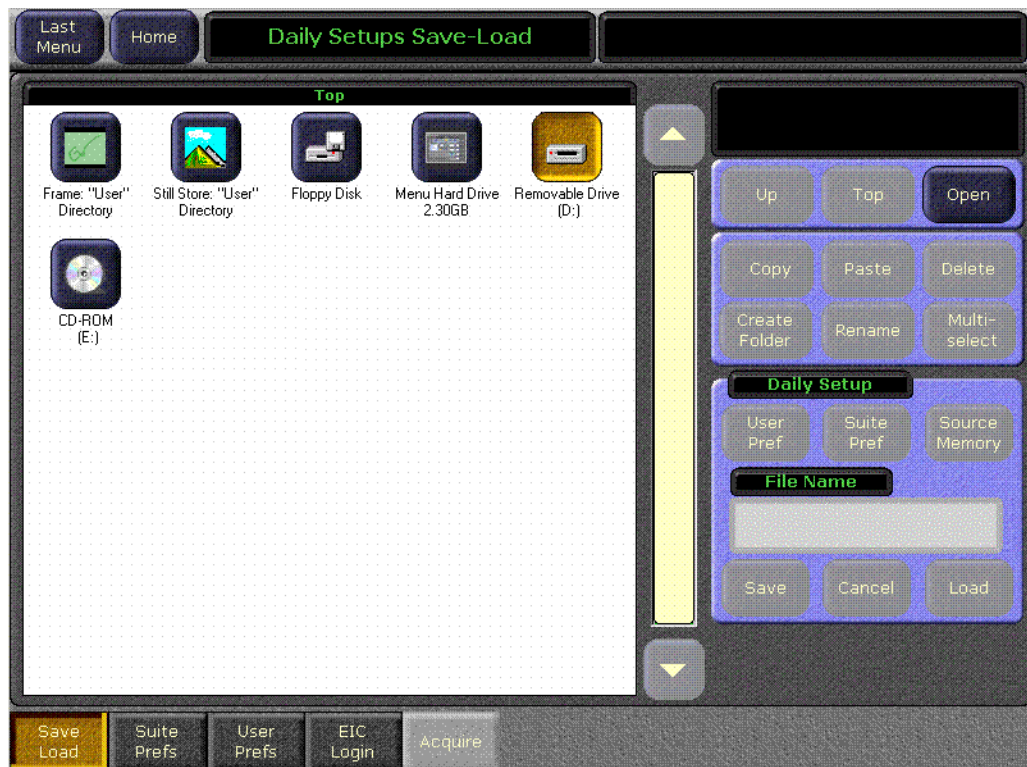 Last
Menu
Home
Daily Setups Save-Load
Top
Frame: "User"
Directory
Still Store: "User"
Directory
Floppy Disk
Menu Hard Drive
2.30GB
Removable Drive
(D:)
CD-ROM
(E:)
Up
Top
Open
Copy
Paste
Delete
Create
Folder
Rename
Multi-
select
Daily Setup
User
Pref
Suite
Pref
Source
Memory
File Name
Save
Cancel
Load
Save
Load
Suite
Prefs
User
Prefs
EIC
Login
Acquire